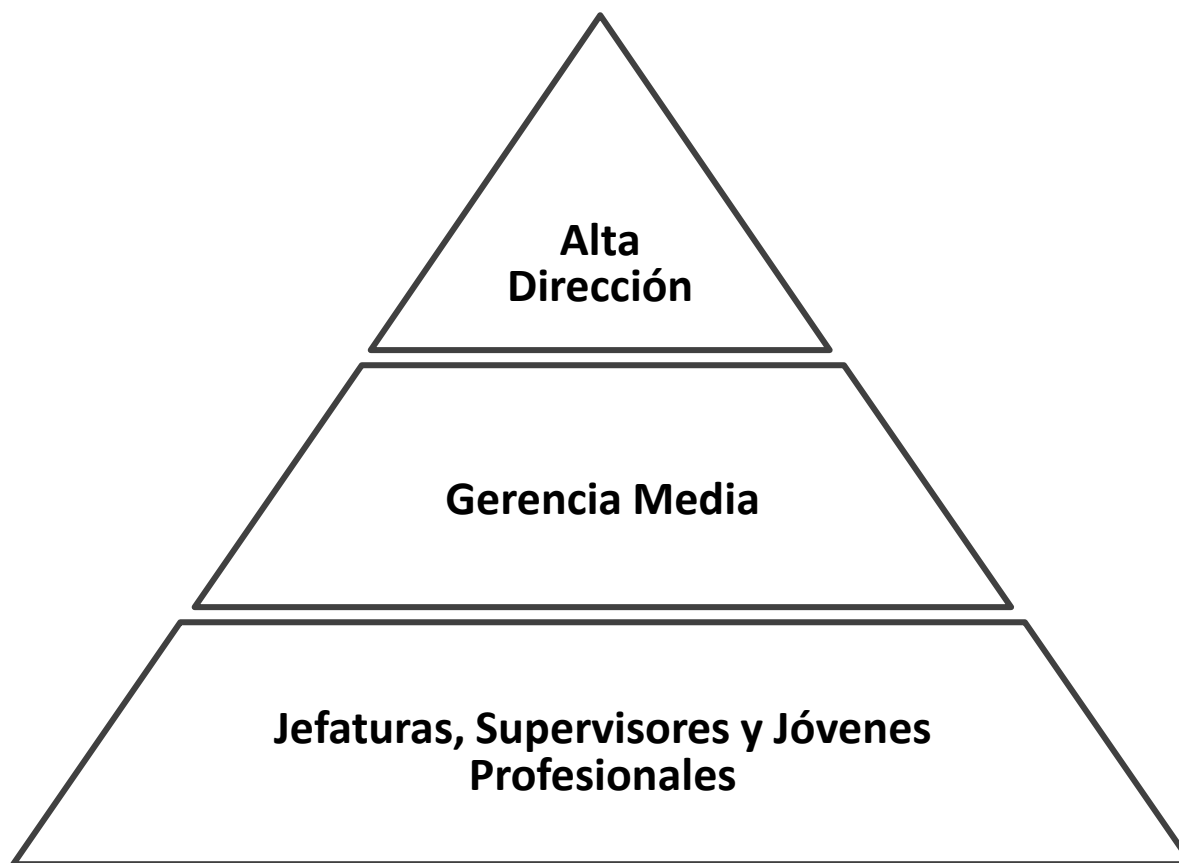 Alta
Dirección
Gerencia Media
Jefaturas, Supervisores y Jóvenes
Profesionales